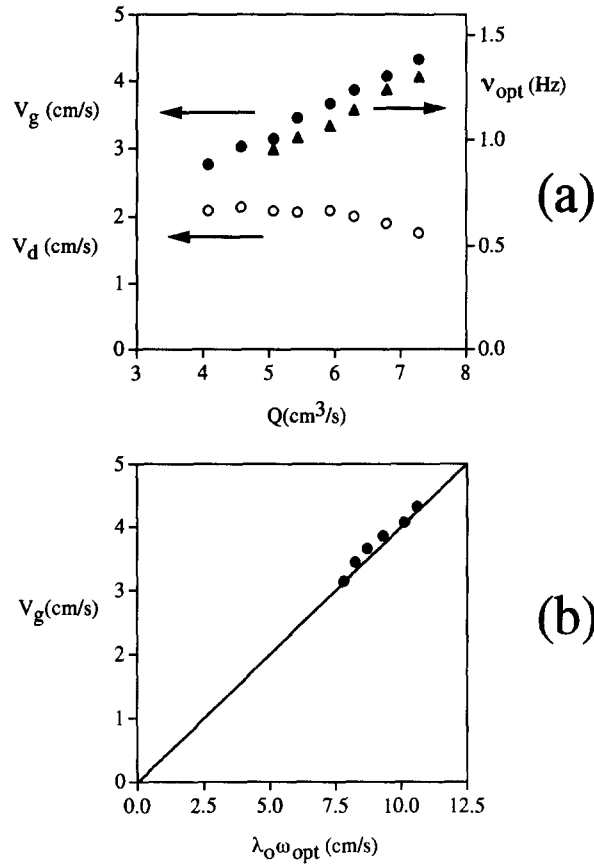 5
4
3
2
1
0
V_g (cm/s)
V_d (cm/s)
1.5
1.0
0.5
0.0
ν_opt (Hz)
3 4 5 6 7 8
Q(cm³/s)
(a)
5
4
3
2
1
0
V_g(cm/s)
0.0 2.5 5.0 7.5 10.0 12.5
λ_oω_opt (cm/s)
(b)